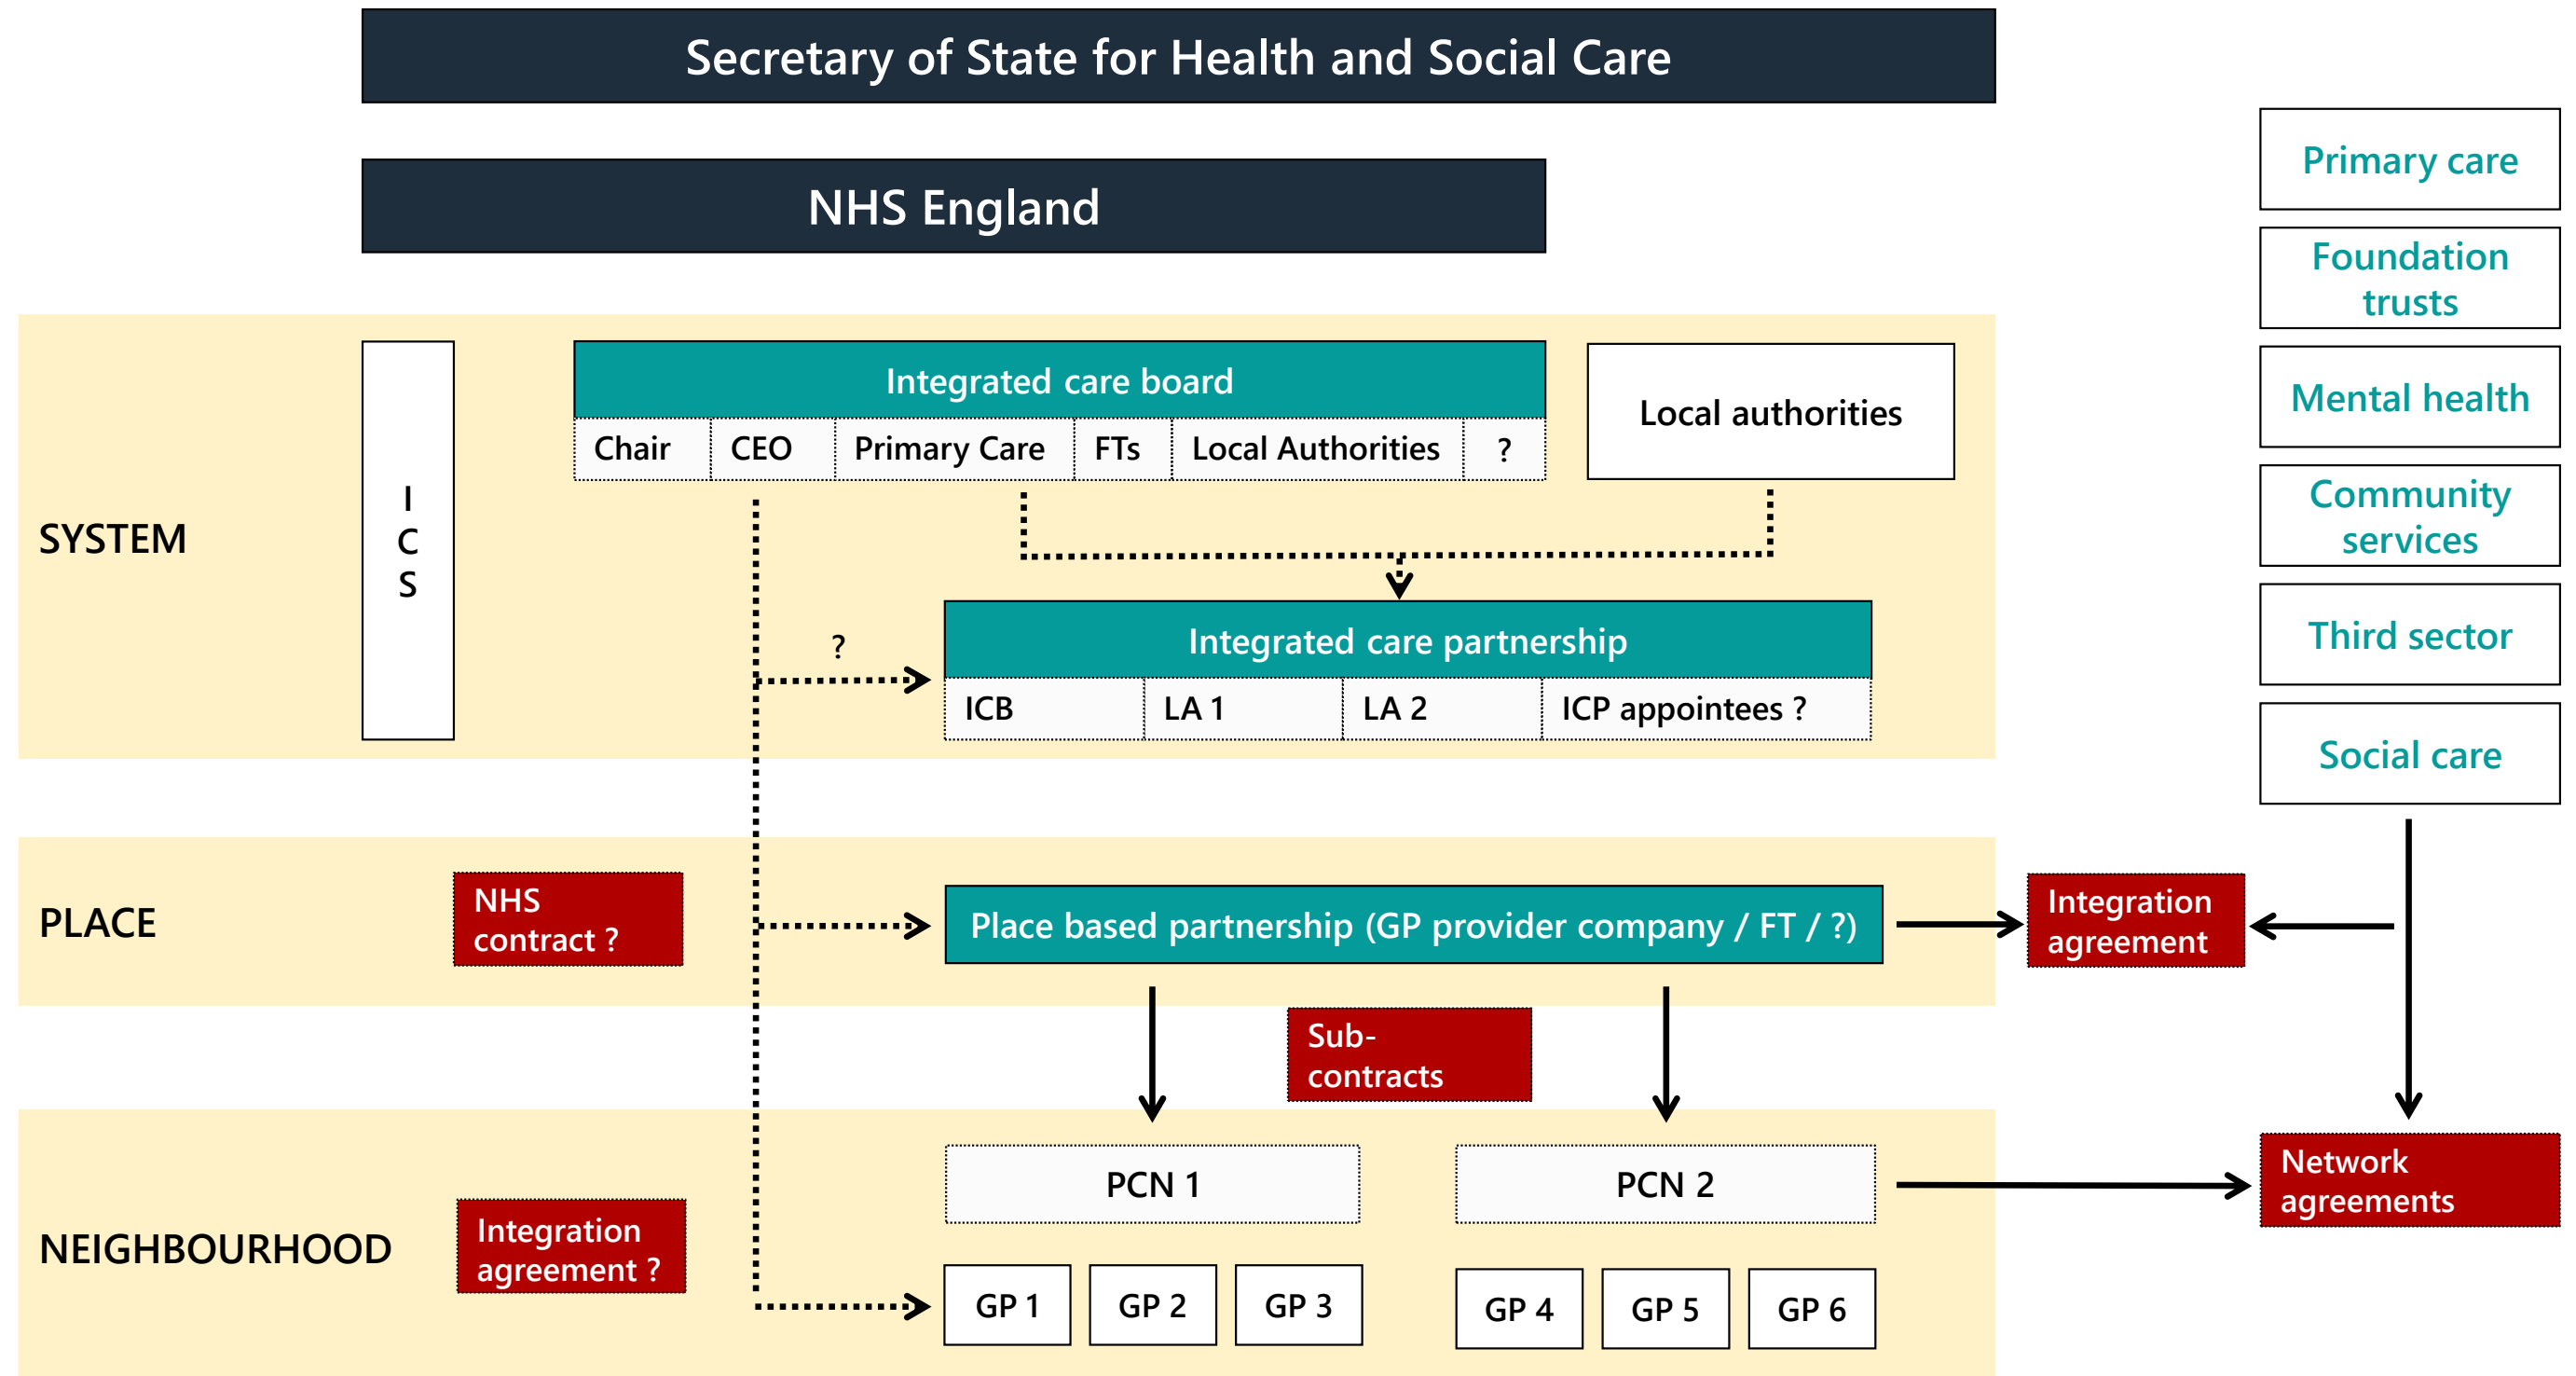 Secretary of State for Health and Social Care
NHS England
Primary care
Foundation
trusts
Mental health
Community
services
Third sector
Social care
SYSTEM
I
C
S
Integrated care board
Chair CEO Primary Care FTs Local Authorities ?
Local authorities
?
Integrated care partnership
ICB LA 1 LA 2 ICP appointees ?
PLACE
NHS
contract ?
Place based partnership (GP provider company / FT / ?)
Integration
agreement
Sub-
contracts
NEIGHBOURHOOD
Integration
agreement ?
PCN 1
PCN 2
Network
agreements
GP 1 GP 2 GP 3 GP 4 GP 5 GP 6